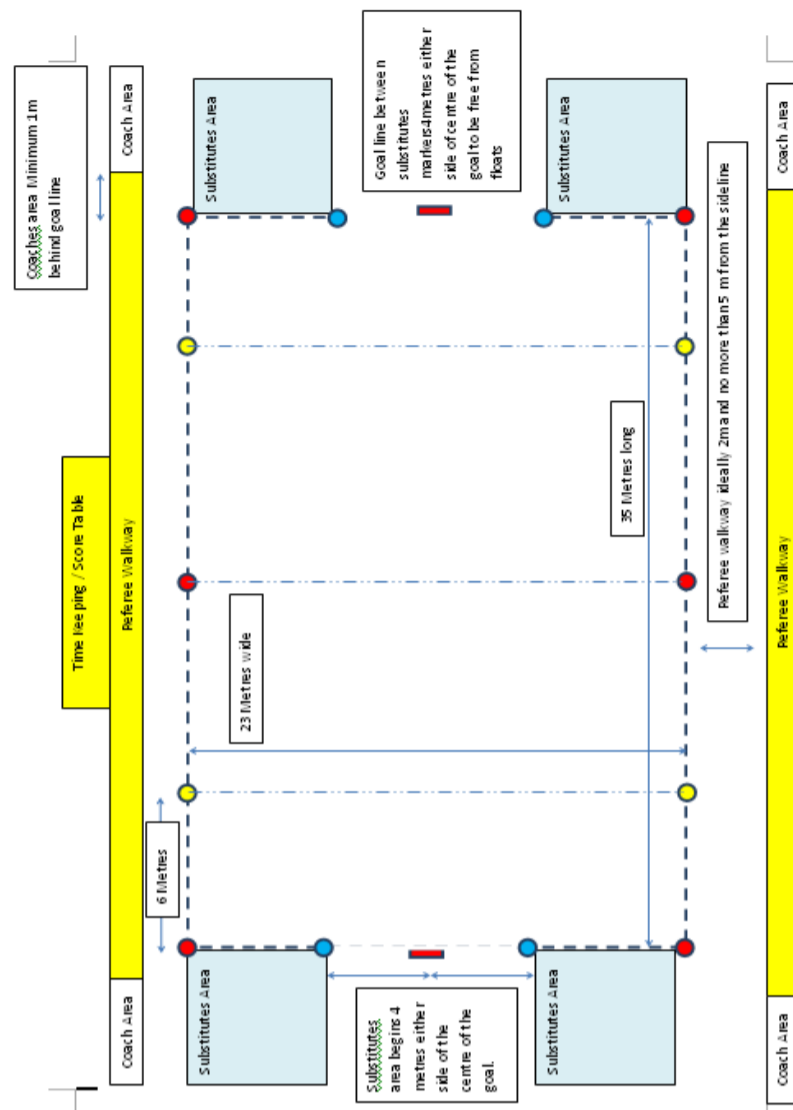 Coaches area Minimum 1m
behind goal line
Time Keeping / Score Table
Coach Area
Referee Walkway
Coach Area
6 Metres
Substitutes Area
Substitutes Area
23 Metres wide
Substitutes
area begins 4
metres either
side of the
centre of the
goal.
Goal line between
substitutes
markers4metres either
side of centre of the
goal to be free from
floats
Substitutes Area
Substitutes Area
35 Metres long
Referee walkway ideally 2m and no more than 5 m from the sideline
Coach Area
Referee Walkway
Coach Area